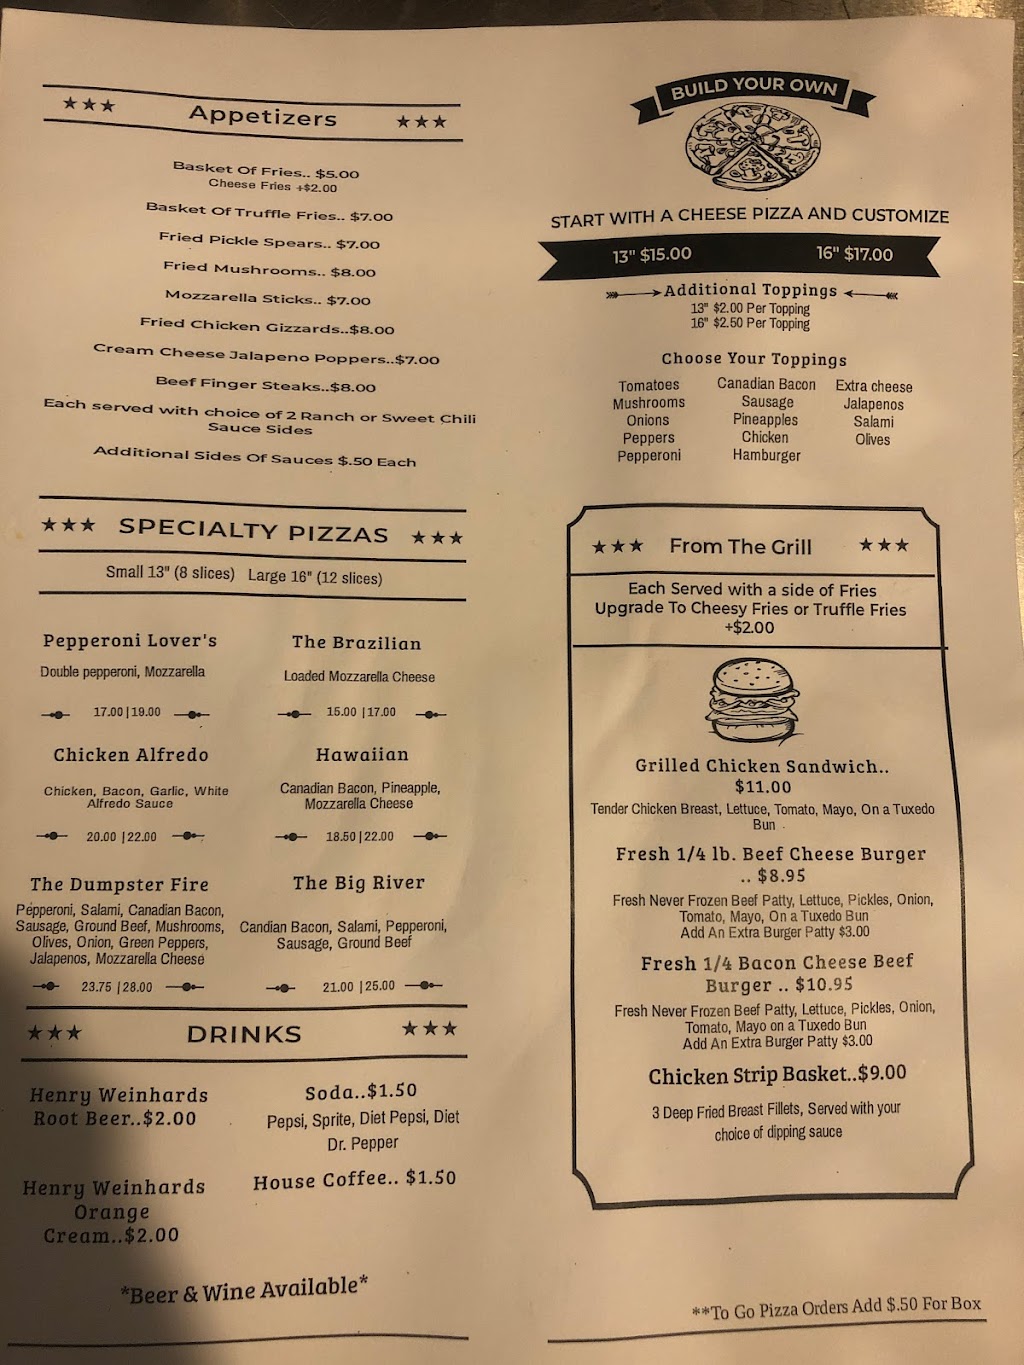 Appetizers
Basket Of Fries.. $5.00
Cheese Fries +$2.00
Basket Of Truffle Fries.. $7.00
Fried Pickle Spears.. $7.00
Fried Mushrooms.. $8.00
Mozzarella Sticks.. $7.00
Fried Chicken Gizzards..$8.00
Cream Cheese Jalapeno Poppers..$7.00
Beef Finger Steaks..$8.00
Each served with choice of 2 Ranch or Sweet Chili
Sauce Sides
Additional Sides Of Sauces $.50 Each
SPECIALTY PIZZAS
Small 13" (8 slices) Large 16" (12 slices)
Pepperoni Lover's
Double pepperoni, Mozzarella
17.00|19.00
The Brazilian
Loaded Mozzarella Cheese
15.00 |17.00
Chicken Alfredo
Chicken, Bacon, Garlic, White
Alfredo Sauce
20.00 |22.00
Hawaiian
Canadian Bacon, Pineapple,
Mozzarella Cheese
18.50|22.00
The Dumpster Fire
Pepperoni, Salami, Canadian Bacon,
Sausage, Ground Beef, Mushrooms,
Olives, Onion, Green Peppers,
Jalapenos, Mozzarella Cheese
23.75 |28.00
The Big River
Candian Bacon, Salami, Pepperoni,
Sausage, Ground Beef
21.00 |25.00
DRINKS
Henry Weinhards
Root Beer..$2.00
Soda..$1.50
Pepsi, Sprite, Diet Pepsi, Diet
Dr. Pepper
Henry Weinhards
Orange
Cream..$2.00
House Coffee.. $1.50
*Beer & Wine Available*
BUILD YOUR OWN
START WITH A CHEESE PIZZA AND CUSTOMIZE
13" $15.00 16" $17.00
Additional Toppings
13" $2.00 Per Topping
16" $2.50 Per Topping
Choose Your Toppings
Tomatoes Canadian Bacon Extra cheese
Mushrooms Sausage Jalapenos
Onions Pineapples Salami
Peppers Chicken Olives
Pepperoni Hamburger
From The Grill
Each Served with a side of Fries
Upgrade To Cheesy Fries or Truffle Fries
+$2.00
Grilled Chicken Sandwich..
$11.00
Tender Chicken Breast, Lettuce, Tomato, Mayo, On a Tuxedo
Bun
Fresh 1/4 lb. Beef Cheese Burger
.. $8.95
Fresh Never Frozen Beef Patty, Lettuce, Pickles, Onion,
Tomato, Mayo, On a Tuxedo Bun
Add An Extra Burger Patty $3.00
Fresh 1/4 Bacon Cheese Beef
Burger .. $10.95
Fresh Never Frozen Beef Patty, Lettuce, Pickles, Onion,
Tomato, Mayo on a Tuxedo Bun
Add An Extra Burger Patty $3.00
Chicken Strip Basket..$9.00
3 Deep Fried Breast Fillets, Served with your
choice of dipping sauce
**To Go Pizza Orders Add $.50 For Box